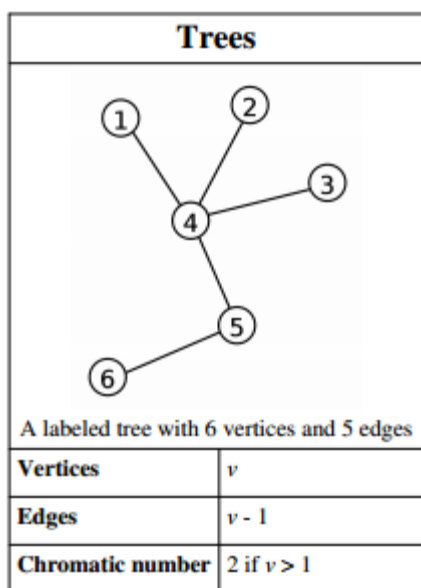 Trees
1
2
3
4
5
6
A labeled tree with 6 vertices and 5 edges
Vertices v
Edges v - 1
Chromatic number 2 if v > 1